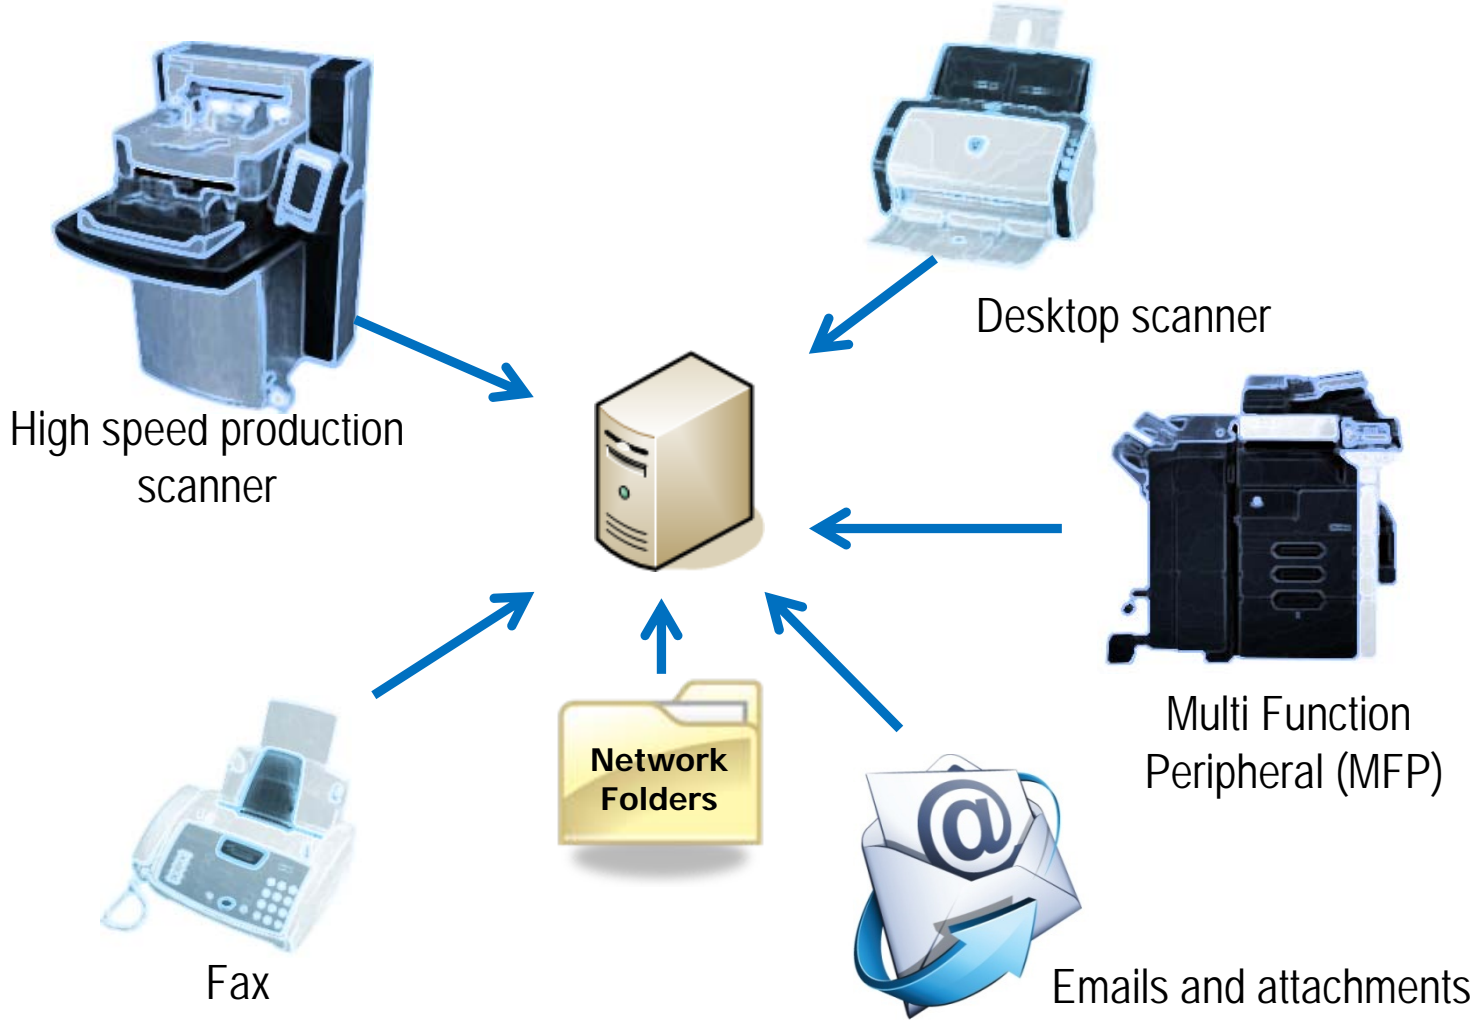 Desktop scanner
High speed production
scanner
Multi Function
Peripheral (MFP)
Network
Folders
Fax
Emails and attachments
@